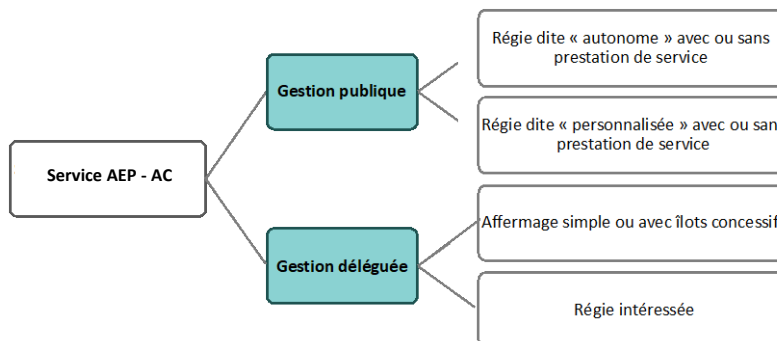 Régie dite « autonome » avec ou sans
prestation de service
Gestion publique
Régie dite « personnalisée » avec ou san
prestation de service
Service AEP - AC
Affermage simple ou avec îlots concessif
Gestion déléguée
Régie intéressée